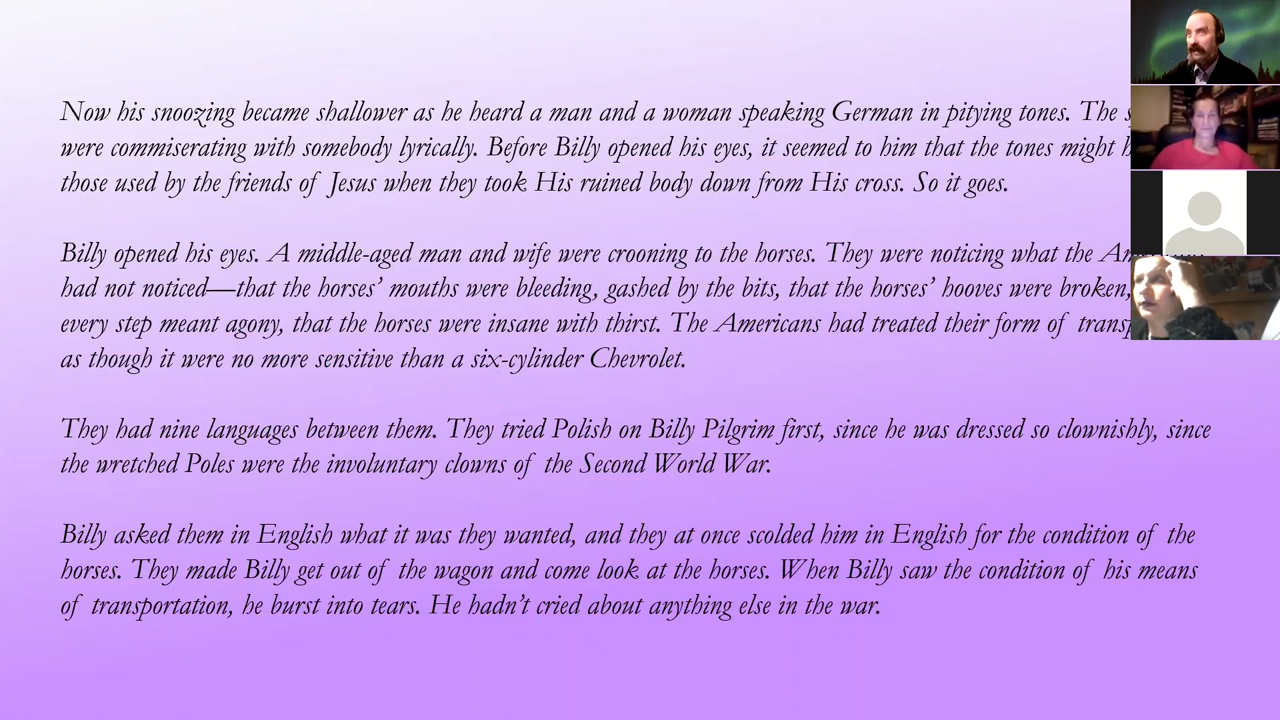 Now his snoozing became shallower as he heard a man and a woman speaking German in pitying tones. The
were commiserating with somebody lyrically. Before Billy opened his eyes, it seemed to him that the tones might
those used by the friends of Jesus when they took His ruined body down from His cross. So it goes.
Billy opened his eyes. A middle-aged man and wife were crooning to the horses. They were noticing what the
had not noticed—that the horses’ mouths were bleeding, gashed by the bits, that the horses’ hooves were broken,
every step meant agony, that the horses were insane with thirst. The Americans had treated their form of
as though it were no more sensitive than a six-cylinder Chevrolet.
They had nine languages between them. They tried Polish on Billy Pilgrim first, since he was dressed so clownishly, since
the wretched Poles were the involuntary clowns of the Second World War.
Billy asked them in English what it was they wanted, and they at once scolded him in English for the condition of the
horses. They made Billy get out of the wagon and come look at the horses. When Billy saw the condition of his means
of transportation, he burst into tears. He hadn’t cried about anything else in the war.